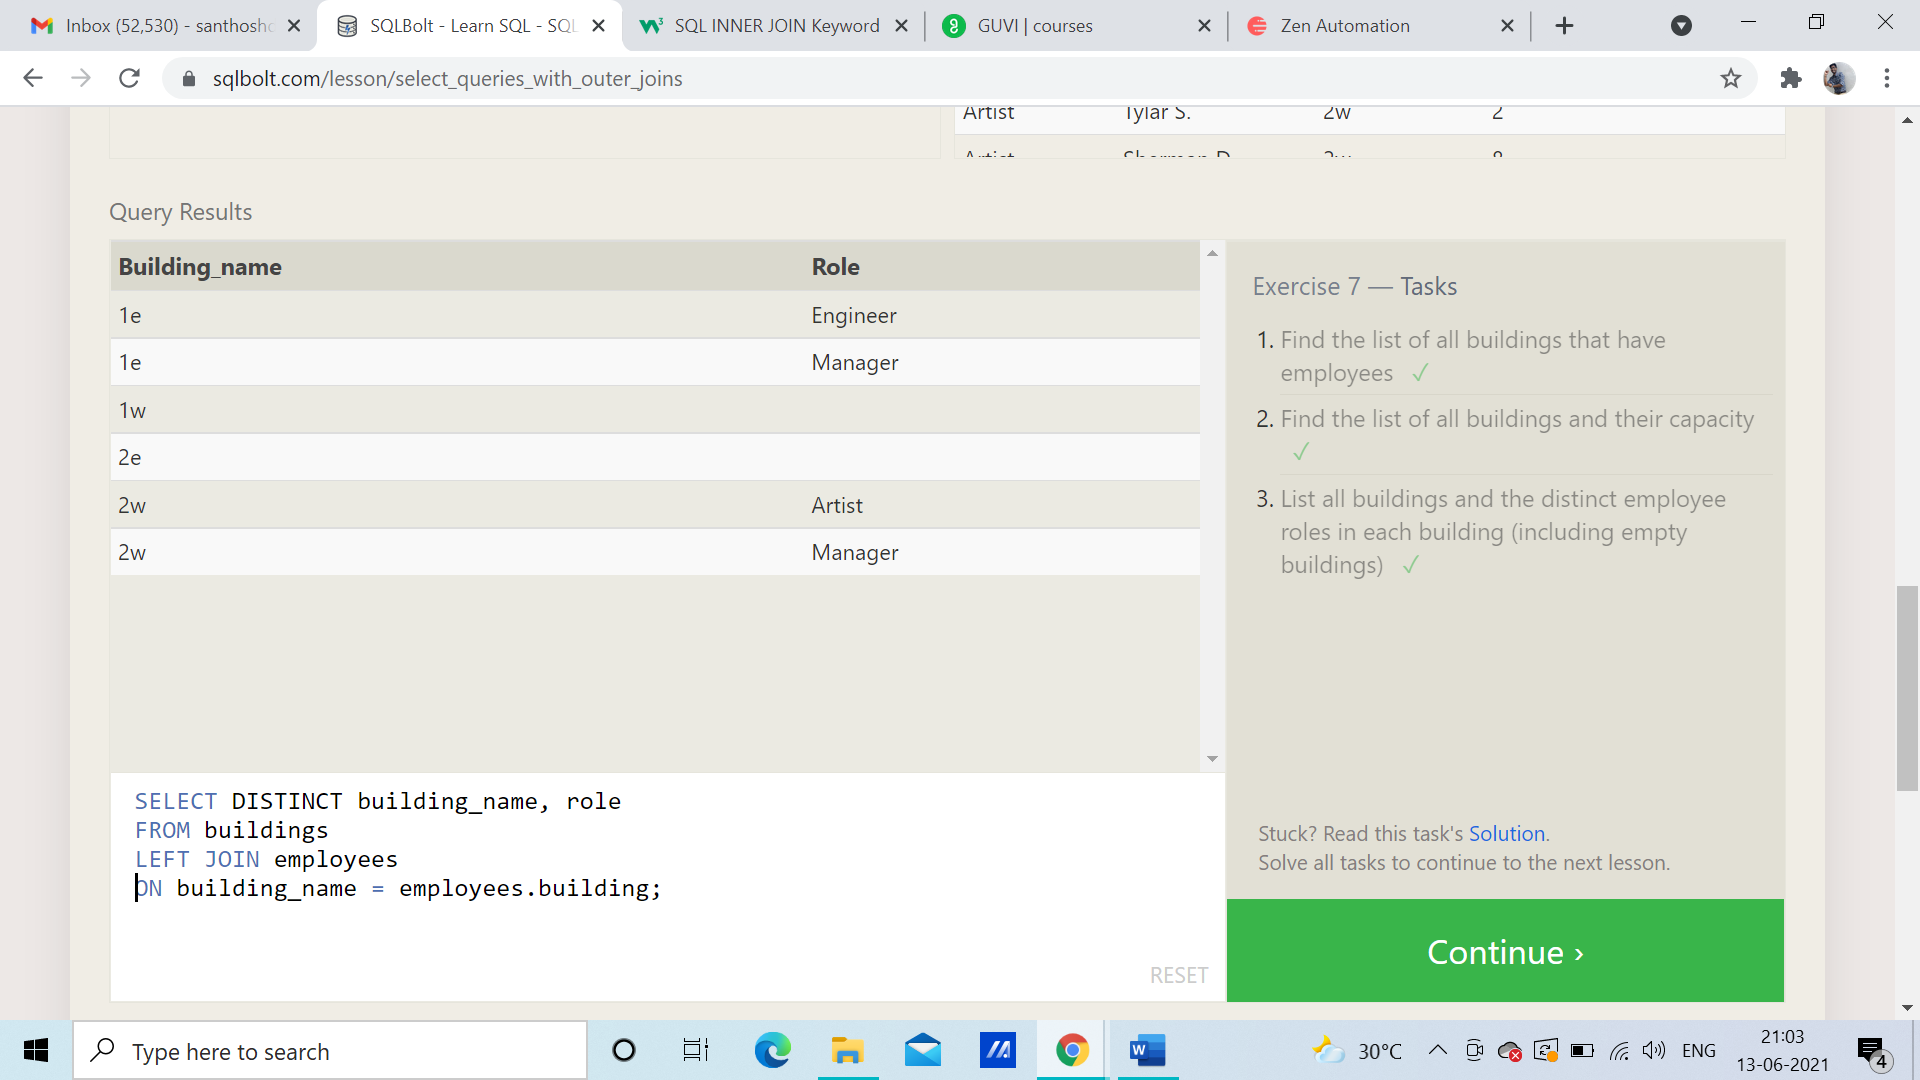 Inbox (52,530) - santhosho
SQLBolt - Learn SQL - SQL
SQL INNER JOIN Keyword
GUVI | courses
Zen Automation
sqlbolt.com/lesson/select_queries_with_outer_joins
Artist Tylar S. 2w 2
Artist Sherman D. 2w 8
Query Results
Building_name Role
1e Engineer
1e Manager
1w
2e
2w Artist
2w Manager
Exercise 7 — Tasks
1. Find the list of all buildings that have
employees ✓
2. Find the list of all buildings and their capacity
✓
3. List all buildings and the distinct employee
roles in each building (including empty
buildings) ✓
SELECT DISTINCT building_name, role
FROM buildings
LEFT JOIN employees
ON building_name = employees.building;
RESET
Stuck? Read this task's Solution.
Solve all tasks to continue to the next lesson.
Continue ›
Type here to search
30°C
ENG
21:03
13-06-2021
4